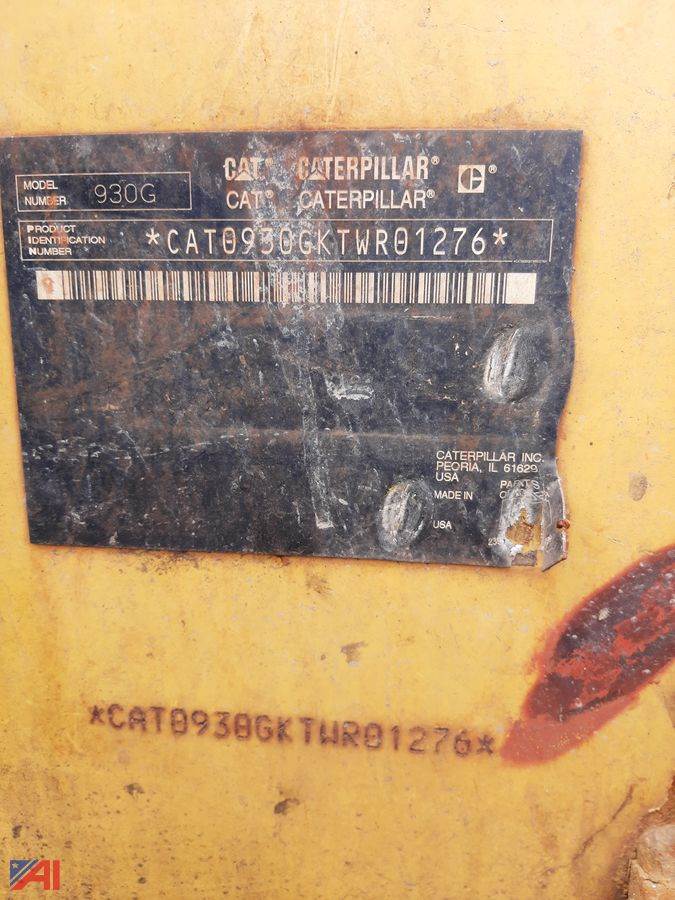 CAT® CATERPILLAR®
MODEL NUMBER 930G
CAT® CATERPILLAR®
PRODUCT
IDENTIFICATION
NUMBER
*CAT0930GKTWR01276*
CATERPILLAR INC.
PEORIA, IL 61629
USA
MADE IN
USA
*CAT0930GKTWR01276*
AI